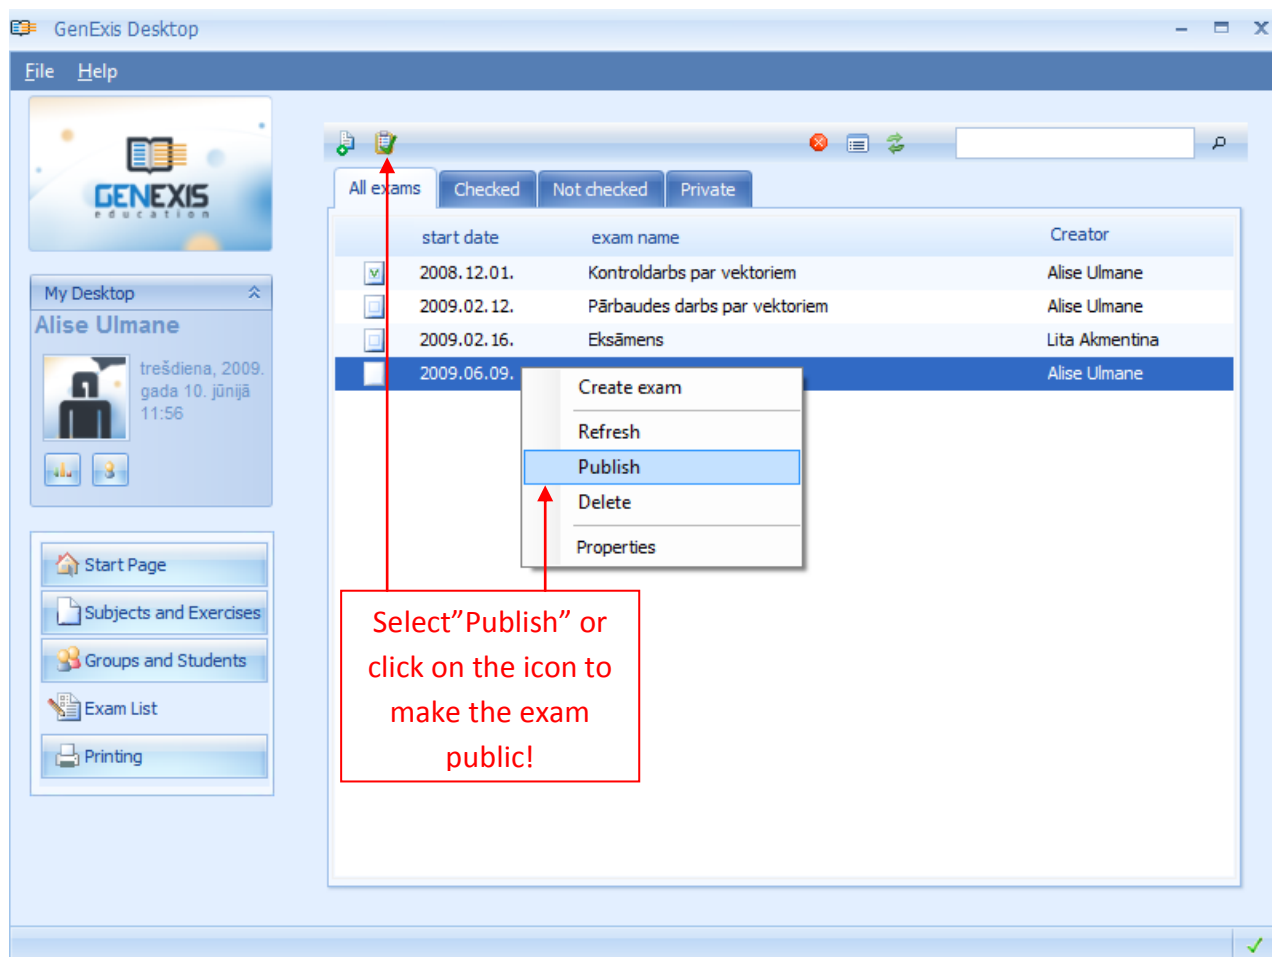 GenExis Desktop
File Help
GENEXIS
education
All exams Checked Not checked Private
start date exam name Creator
2008.12.01. Kontroldarbs par vektoriem Alise Ulmane
2009.02.12. Pārbaudes darbs par vektoriem Alise Ulmane
2009.02.16. Eksāmens Lita Akmentina
2009.06.09. Alise Ulmane
My Desktop
Alise Ulmane
trešdiena, 2009.
gada 10. jūnijā
11:56
Create exam
Refresh
Publish
Delete
Properties
Start Page
Subjects and Exercises
Groups and Students
Exam List
Printing
Select”Publish” or
click on the icon to
make the exam
public!